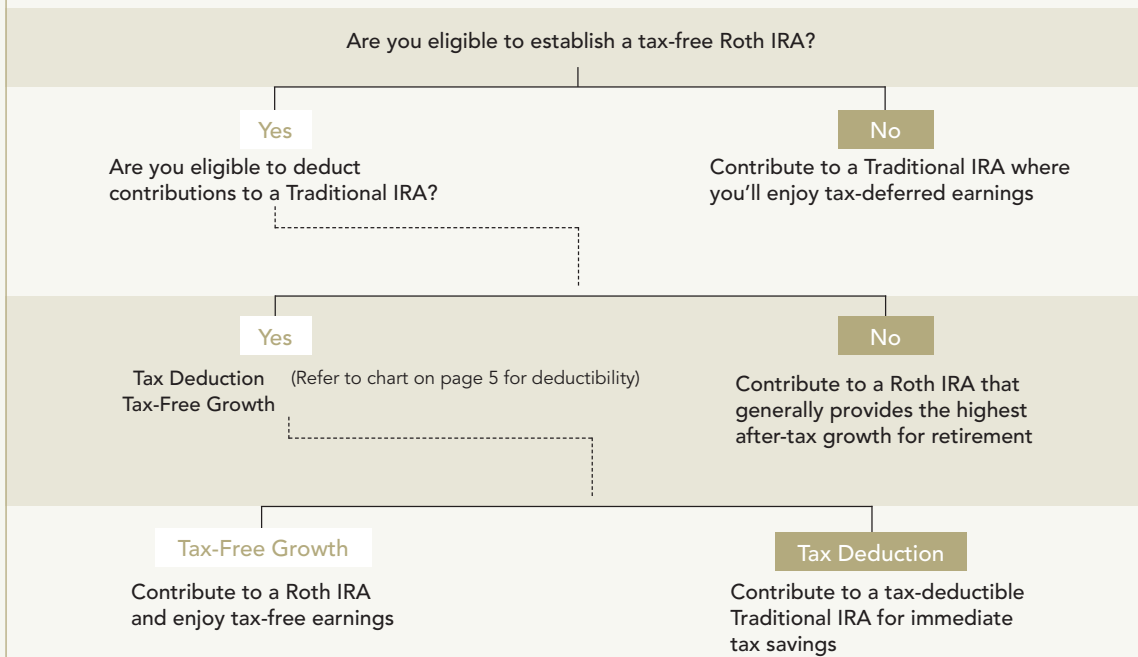 Are you eligible to establish a tax-free Roth IRA?
Yes
Are you eligible to deduct
contributions to a Traditional IRA?
No
Contribute to a Traditional IRA where
you’ll enjoy tax-deferred earnings
Yes
Tax Deduction (Refer to chart on page 5 for deductibility)
Tax-Free Growth
No
Contribute to a Roth IRA that
generally provides the highest
after-tax growth for retirement
Tax-Free Growth
Contribute to a Roth IRA
and enjoy tax-free earnings
Tax Deduction
Contribute to a tax-deductible
Traditional IRA for immediate
tax savings